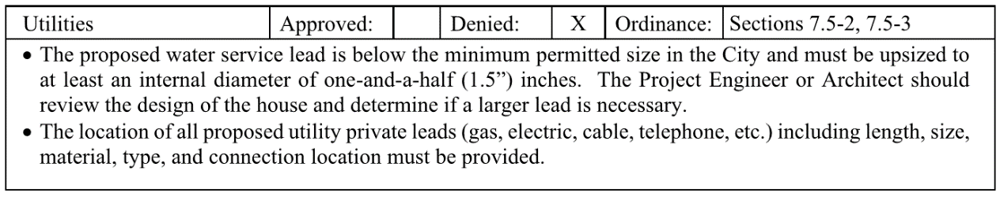 Utilities Approved: Denied: X Ordinance: Sections 7.5-2, 7.5-3
• The proposed water service lead is below the minimum permitted size in the City and must be upsized to
at least an internal diameter of one-and-a-half (1.5”) inches. The Project Engineer or Architect should
review the design of the house and determine if a larger lead is necessary.
• The location of all proposed utility private leads (gas, electric, cable, telephone, etc.) including length, size,
material, type, and connection location must be provided.